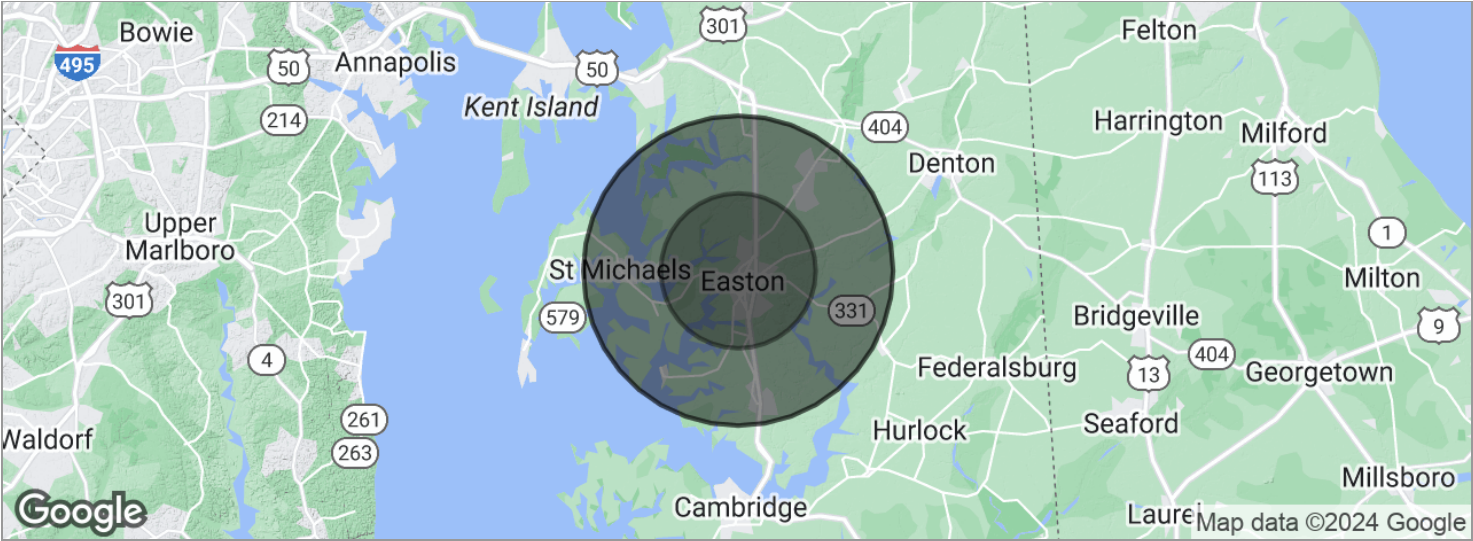 Bowie
301
Felton
495
50
Annapolis
50
Kent Island
214
404
Harrington
Milford
Denton
113
Upper
Marlboro
1
St Michaels
Easton
Milton
301
579
331
Bridgeville
9
4
404
Federalsburg
13
Georgetown
261
Hurlock
Seaford
Waldorf
263
Millsboro
Google
Cambridge
Laurel
Map data ©2024 Google